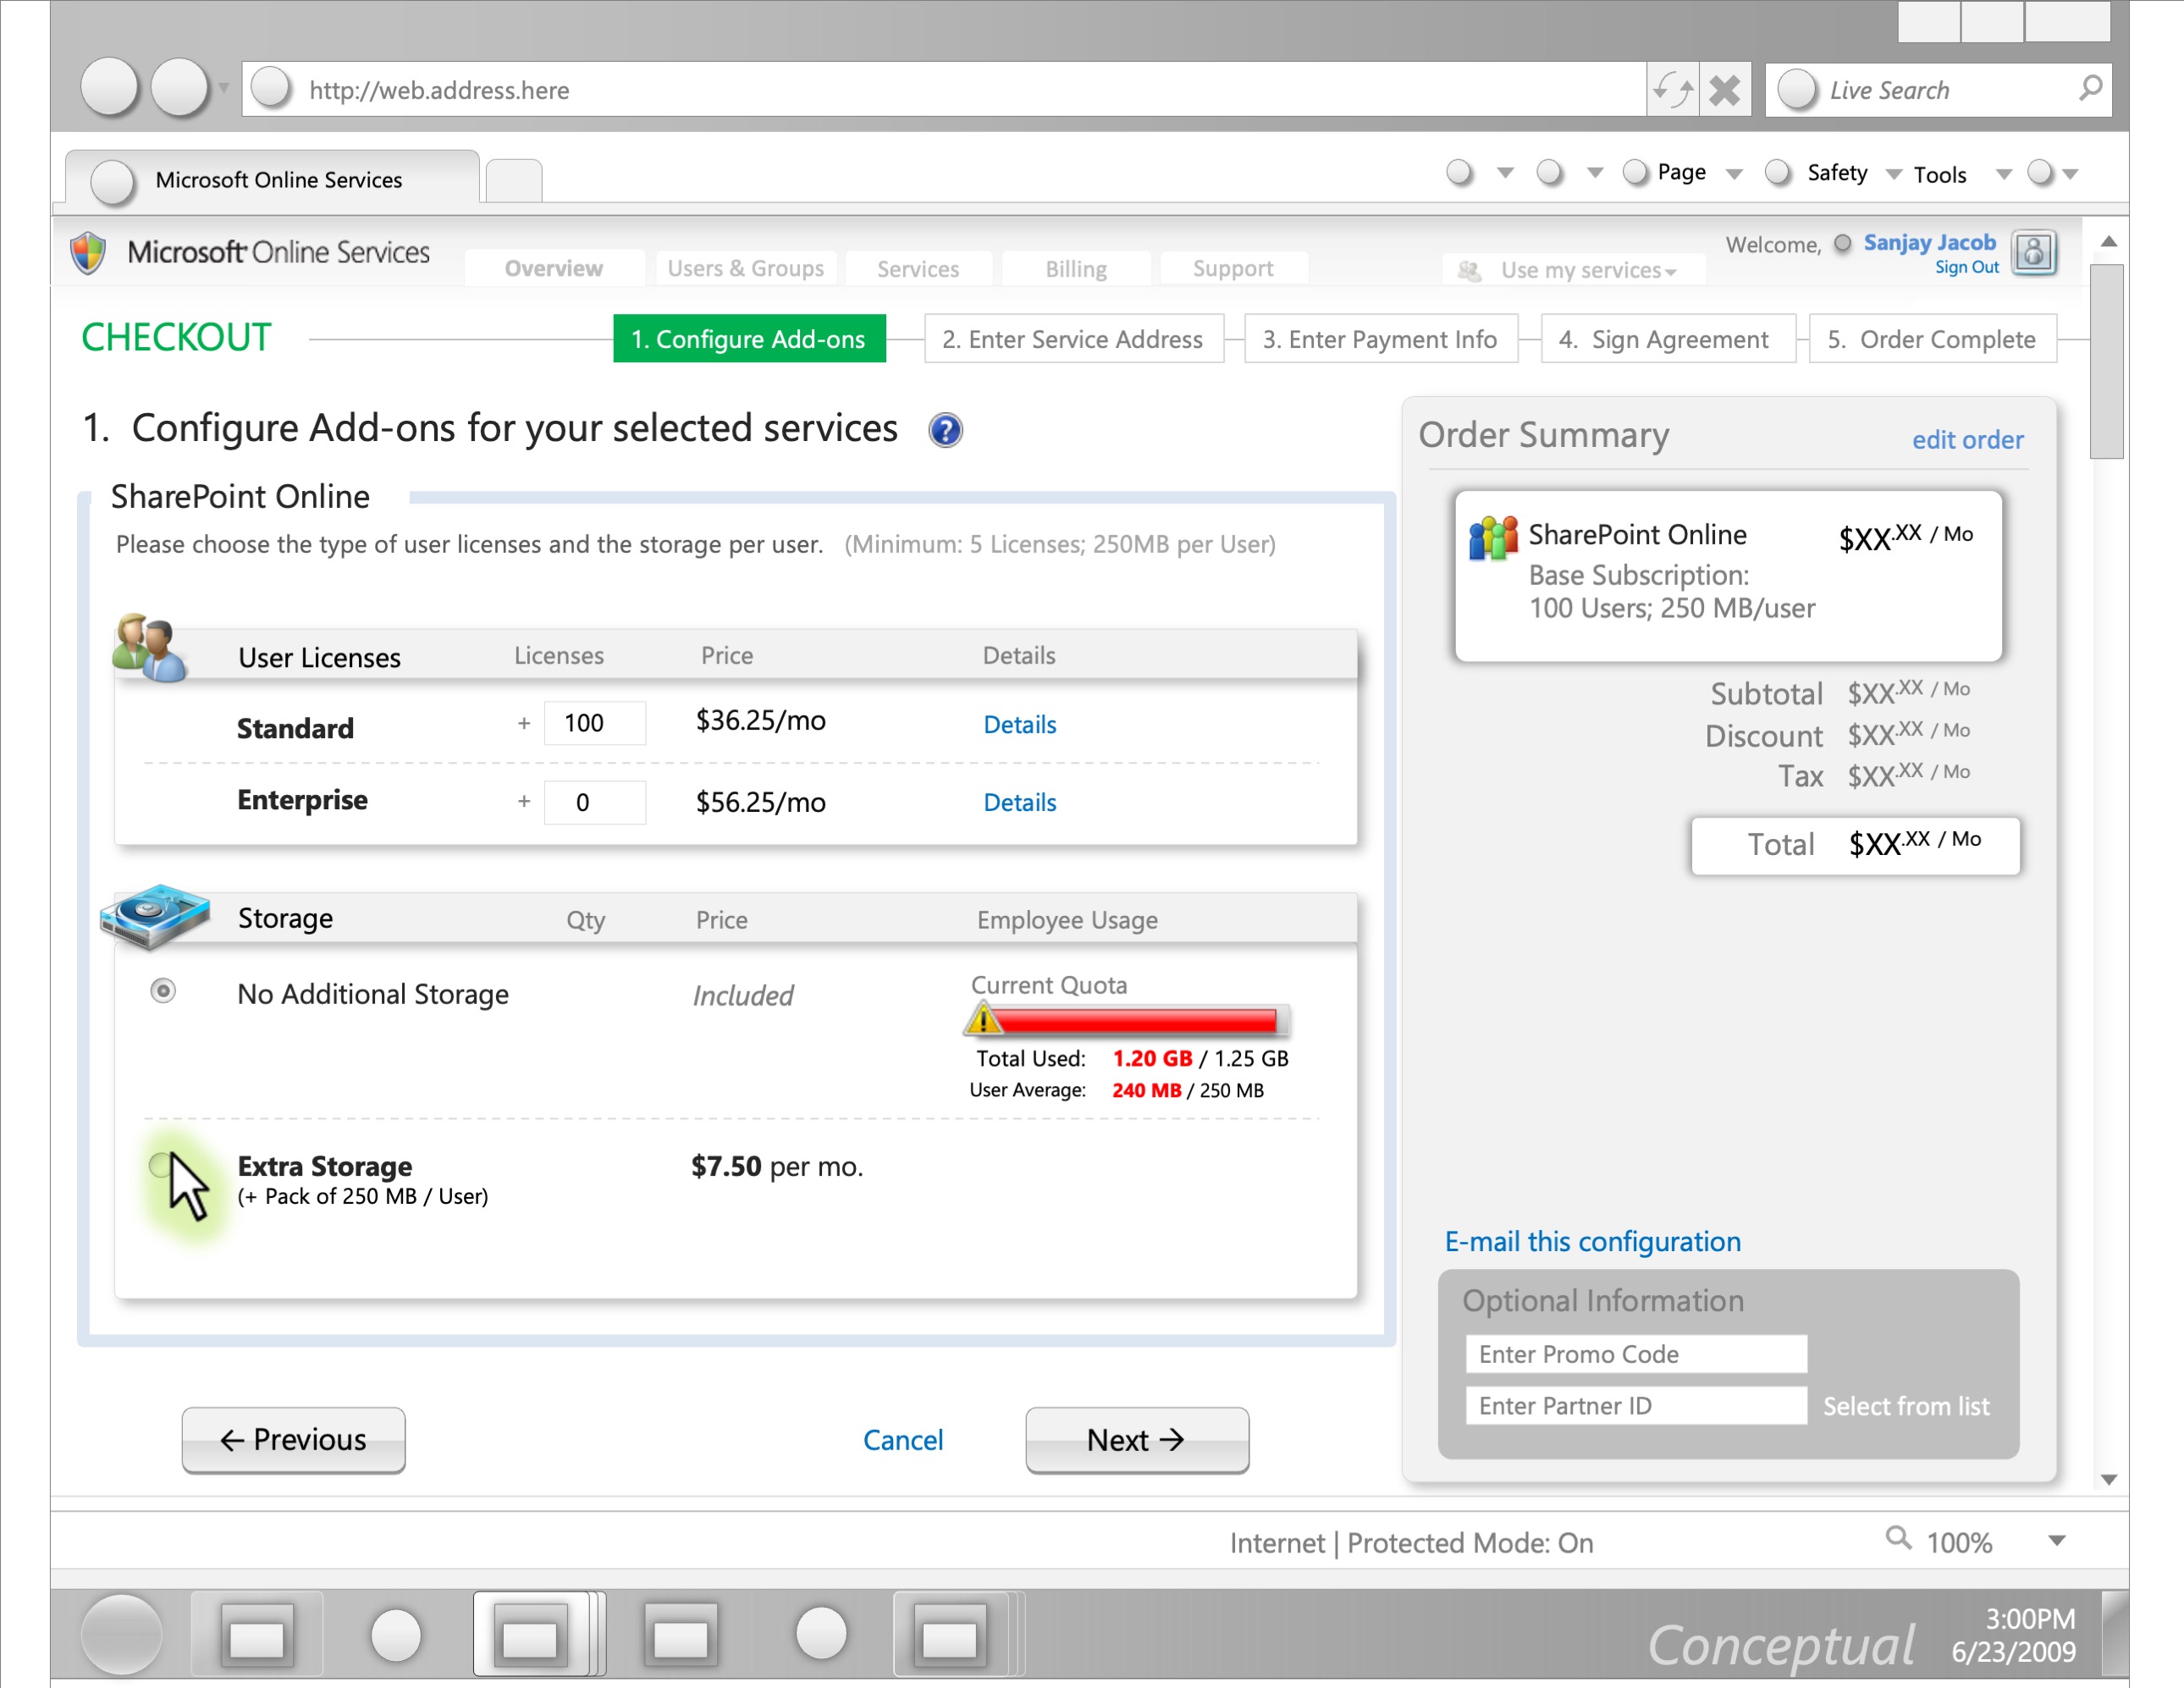 http://web.address.here
Live Search
Microsoft Online Services
Page
Safety
Tools
Microsoft Online Services
Overview
Users & Groups
Services
Billing
Support
Use my services
Welcome, Sanjay Jacob
Sign Out
CHECKOUT
1. Configure Add-ons
2. Enter Service Address
3. Enter Payment Info
4. Sign Agreement
5. Order Complete
1. Configure Add-ons for your selected services
?
SharePoint Online
Please choose the type of user licenses and the storage per user. (Minimum: 5 Licenses; 250MB per User)
User Licenses Licenses Price Details
Standard + 100 $36.25/mo Details
Enterprise + 0 $56.25/mo Details
Storage Qty Price Employee Usage
No Additional Storage Included
Current Quota
!
Total Used: 1.20 GB / 1.25 GB
User Average: 240 MB / 250 MB
Extra Storage $7.50 per mo.
(+ Pack of 250 MB / User)
← Previous
Cancel
Next →
Order Summary
edit order
SharePoint Online $XX.XX / Mo
Base Subscription:
100 Users; 250 MB/user
Subtotal $XX.XX / Mo
Discount $XX.XX / Mo
Tax $XX.XX / Mo
Total $XX.XX / Mo
E-mail this configuration
Optional Information
Enter Promo Code
Enter Partner ID
Select from list
Internet | Protected Mode: On
100%
Conceptual
3:00PM
6/23/2009